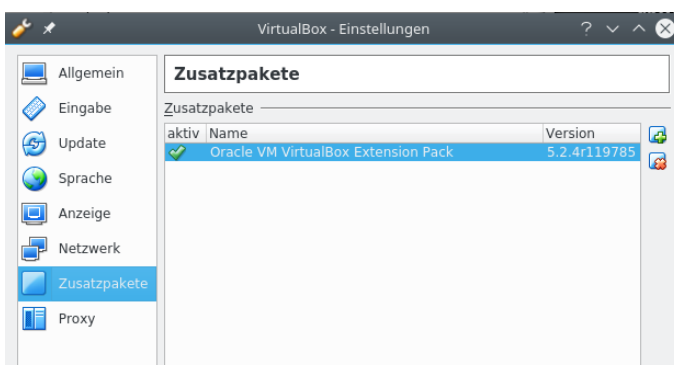 VirtualBox - Einstellungen
Allgemein
Eingabe
Update
Sprache
Anzeige
Netzwerk
Zusatzpakete
Proxy
Zusatzpakete
Zusatzpakete
aktiv Name Version
Oracle VM VirtualBox Extension Pack 5.2.4r119785